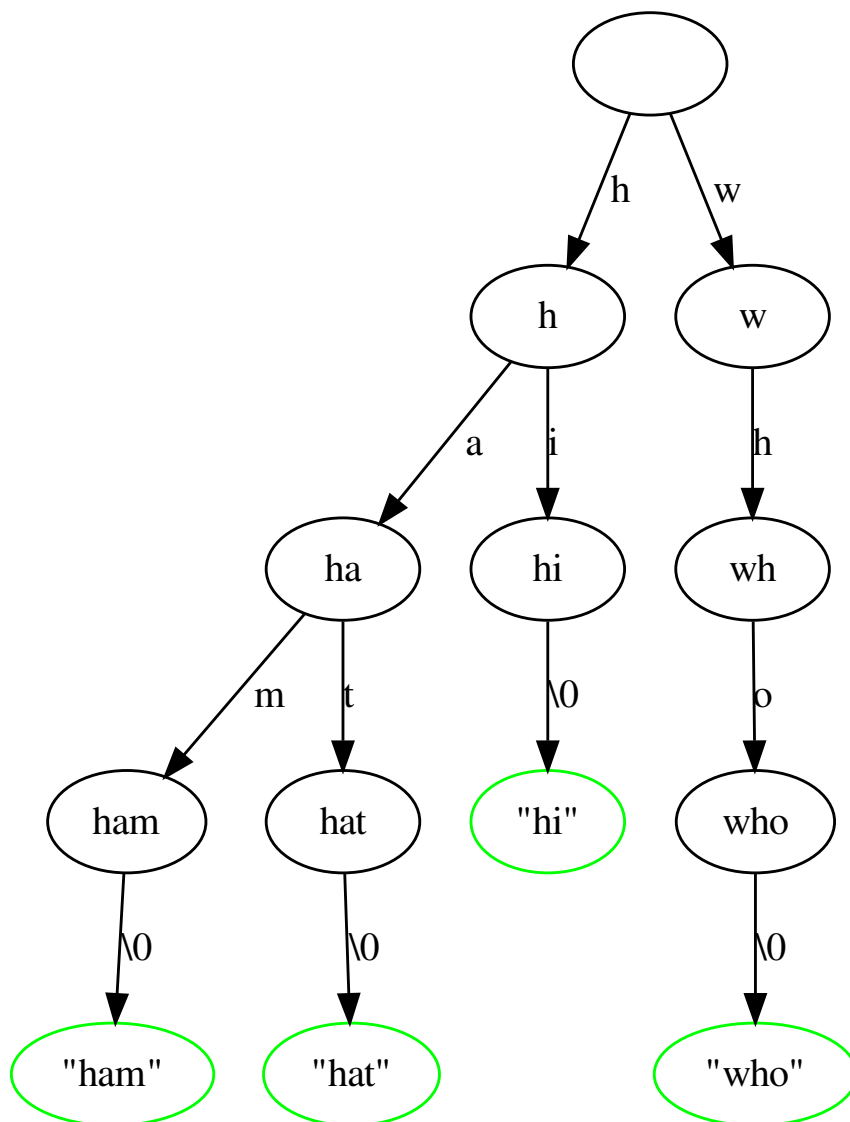 h w
h w
a i h
ha hi wh
m t \0 o
ham hat "hi" who
\0 \0 \0
"ham" "hat" "who"